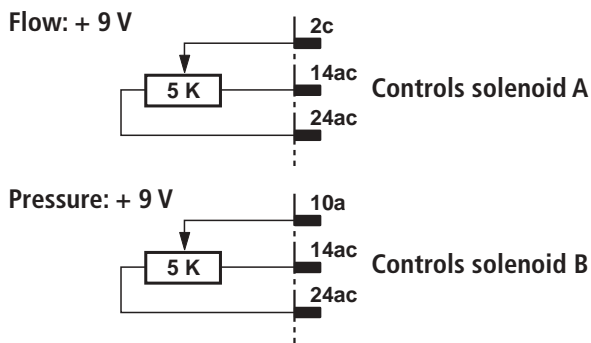 Flow: + 9 V
2c
14ac
5 K
Controls solenoid A
24ac
Pressure: + 9 V
10a
14ac
5 K
Controls solenoid B
24ac